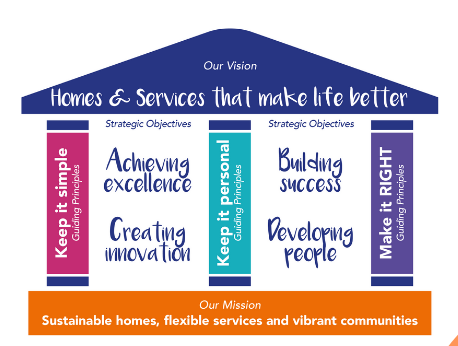 Our Vision
Homes & Services that make life better
Strategic Objectives
Strategic Objectives
Keep it simple
Guiding Principles
Achieving
excellence
Creating
innovation
Keep it personal
Guiding Principles
Building
success
Developing
people
Make it RIGHT
Guiding Principles
Our Mission
Sustainable homes, flexible services and vibrant communities